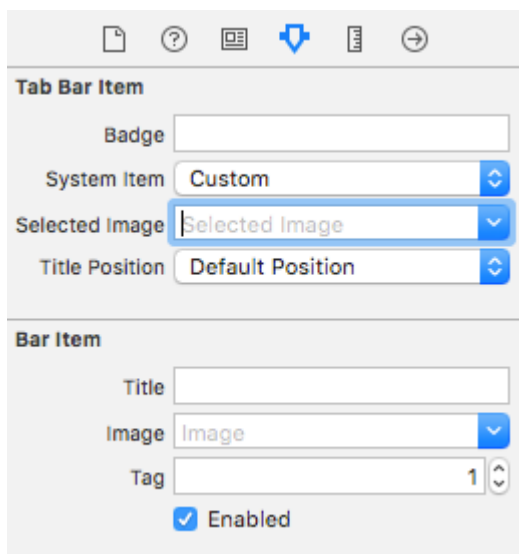 Tab Bar Item
Badge
System Item Custom
Selected Image Selected Image
Title Position Default Position
Bar Item
Title
Image Image
Tag 1
Enabled